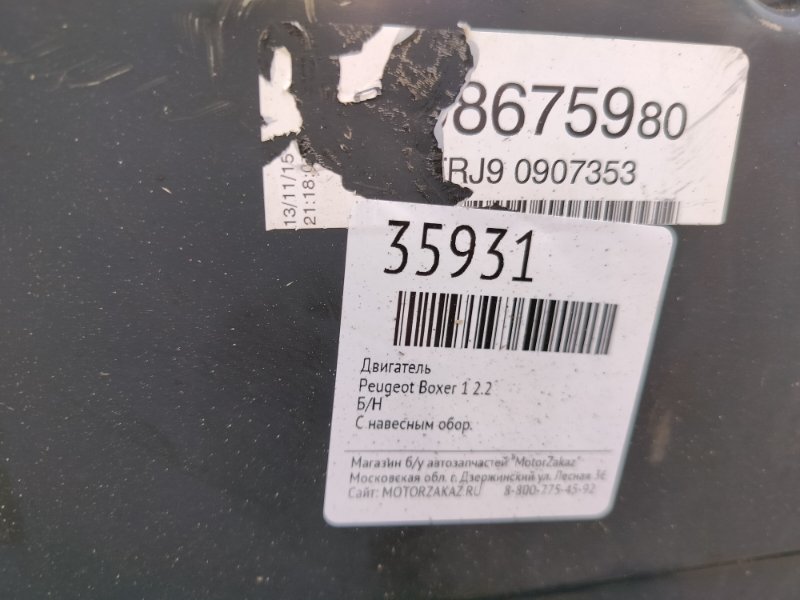 8675980
RJ9 0907353
13/11/15
21:18:
35931
Двигатель
Peugeot Boxer 1 2.2
Б/Н
С навесным обор.
Магазин б/у автозапчастей "MotorZakaz"
Московская обл. г. Дзержинский ул. Лесная 3Е
Сайт: MOTORZAKAZ.RU 8-800-775-45-92